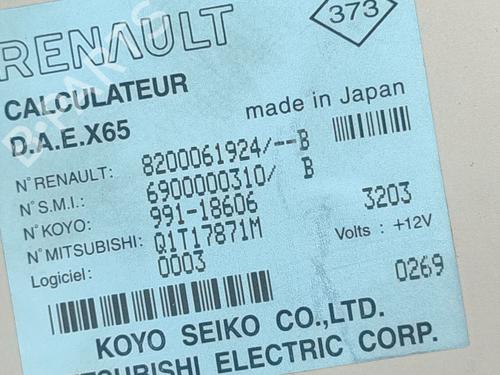 RENAULT
373
CALCULATEUR
D.A.E.X65
made in Japan
N° RENAULT: 8200061924/--B
N° S.M.I.: 6900000310/ B
N° KOYO: 991-18606
N° MITSUBISHI: Q1T17871M
Logiciel: 0003
3203
Volts : +12V
0269
KOYO SEIKO CO.,LTD.
MITSUBISHI ELECTRIC CORP.